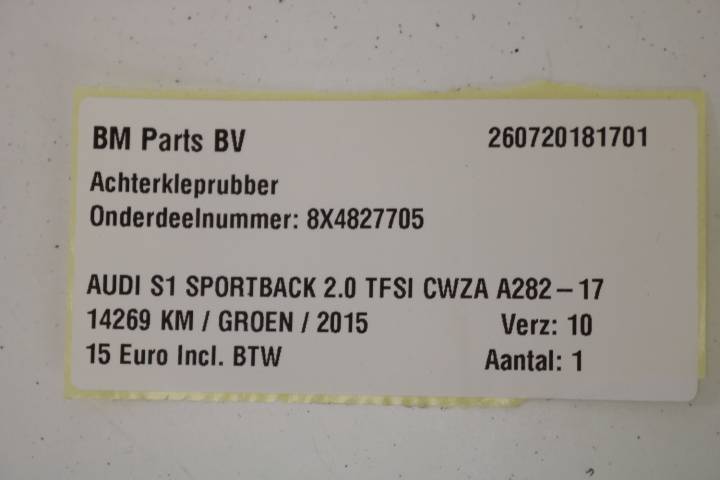 BM Parts BV 260720181701
Achterkleprubber
Onderdeelnummer: 8X4827705
AUDI S1 SPORTBACK 2.0 TFSI CWZA A282-17
14269 KM / GROEN / 2015 Verz: 10
15 Euro Incl. BTW Aantal: 1